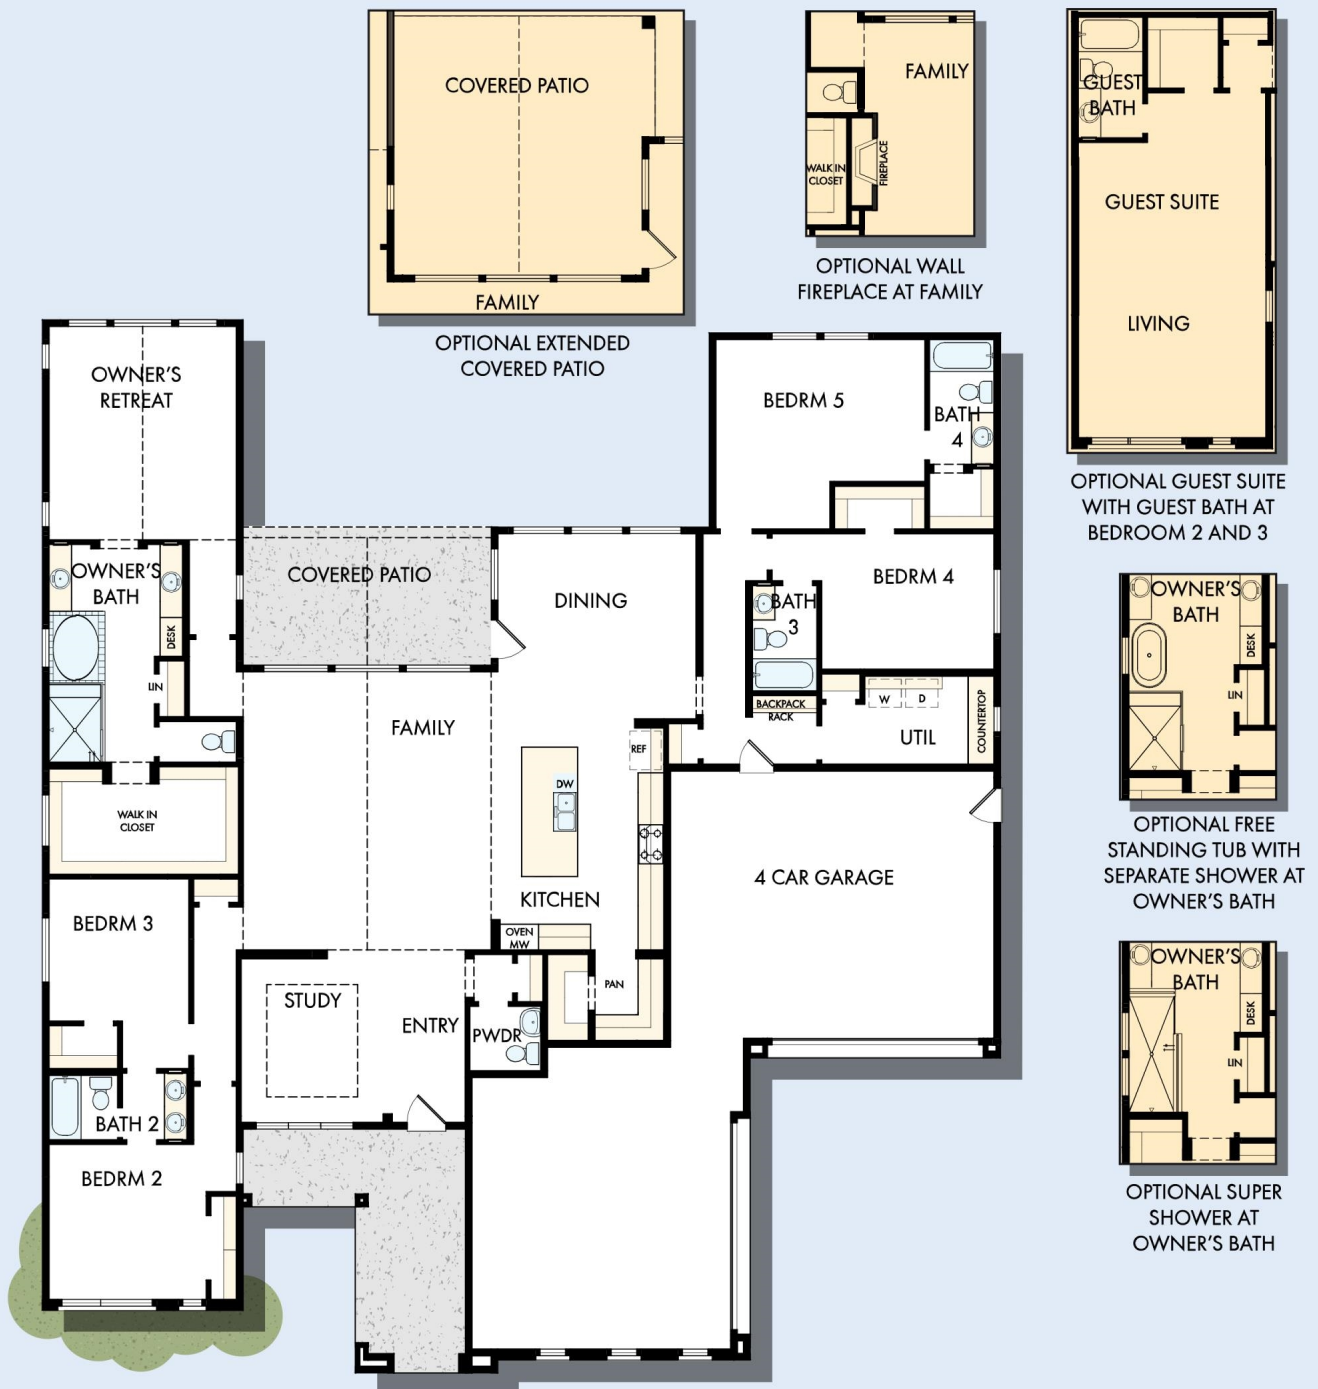 COVERED PATIO
FAMILY
OPTIONAL EXTENDED
COVERED PATIO
FAMILY
WALK IN
CLOSET
FIREPLACE
OPTIONAL WALL
FIREPLACE AT FAMILY
GUEST
BATH
GUEST SUITE
LIVING
OPTIONAL GUEST SUITE
WITH GUEST BATH AT
BEDROOM 2 AND 3
OWNER'S
RETREAT
BEDRM 5
BATH
4
OWNER'S
BATH
DESK
LIN
COVERED PATIO
DINING
BEDRM 4
BATH
3
BACKPACK
RACK
W
D
UTIL
COUNTERTOP
FAMILY
REF
DW
WALK IN
CLOSET
4 CAR GARAGE
KITCHEN
OVEN
MW
BEDRM 3
PAN
STUDY
ENTRY
PWDR
BATH 2
BEDRM 2
OWNER'S
BATH
DESK
LIN
OPTIONAL FREE
STANDING TUB WITH
SEPARATE SHOWER AT
OWNER'S BATH
OWNER'S
BATH
DESK
LIN
OPTIONAL SUPER
SHOWER AT
OWNER'S BATH